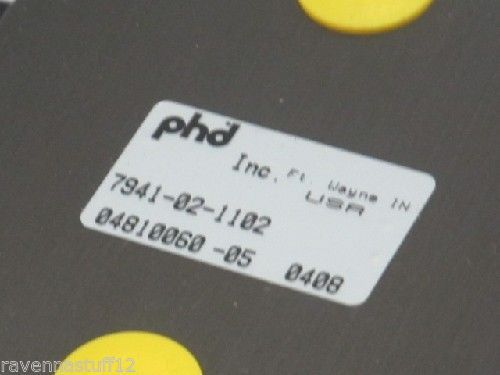 phd
Inc. Ft. Wayne IN
USA
7941-02-1102
04810060 -05 0408
ravennastuff12